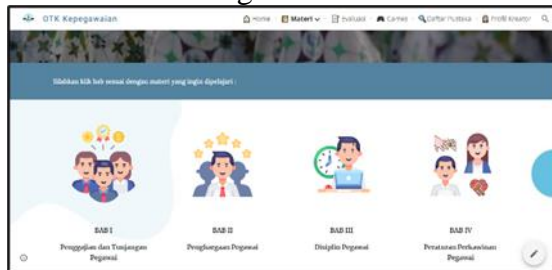 OTK Kepegawaian
Home Materi Evaluasi Games Daftar Pustaka Profil Kreator
Silahkan klik bab sesuai dengan materi yang ingin dipelajari :
BAB I BAB II BAB III BAB IV
Penggajian dan Tunjangan Pegawai
Penghargaan Pegawai
Disiplin Pegawai
Peraturan Perkawinan Pegawai